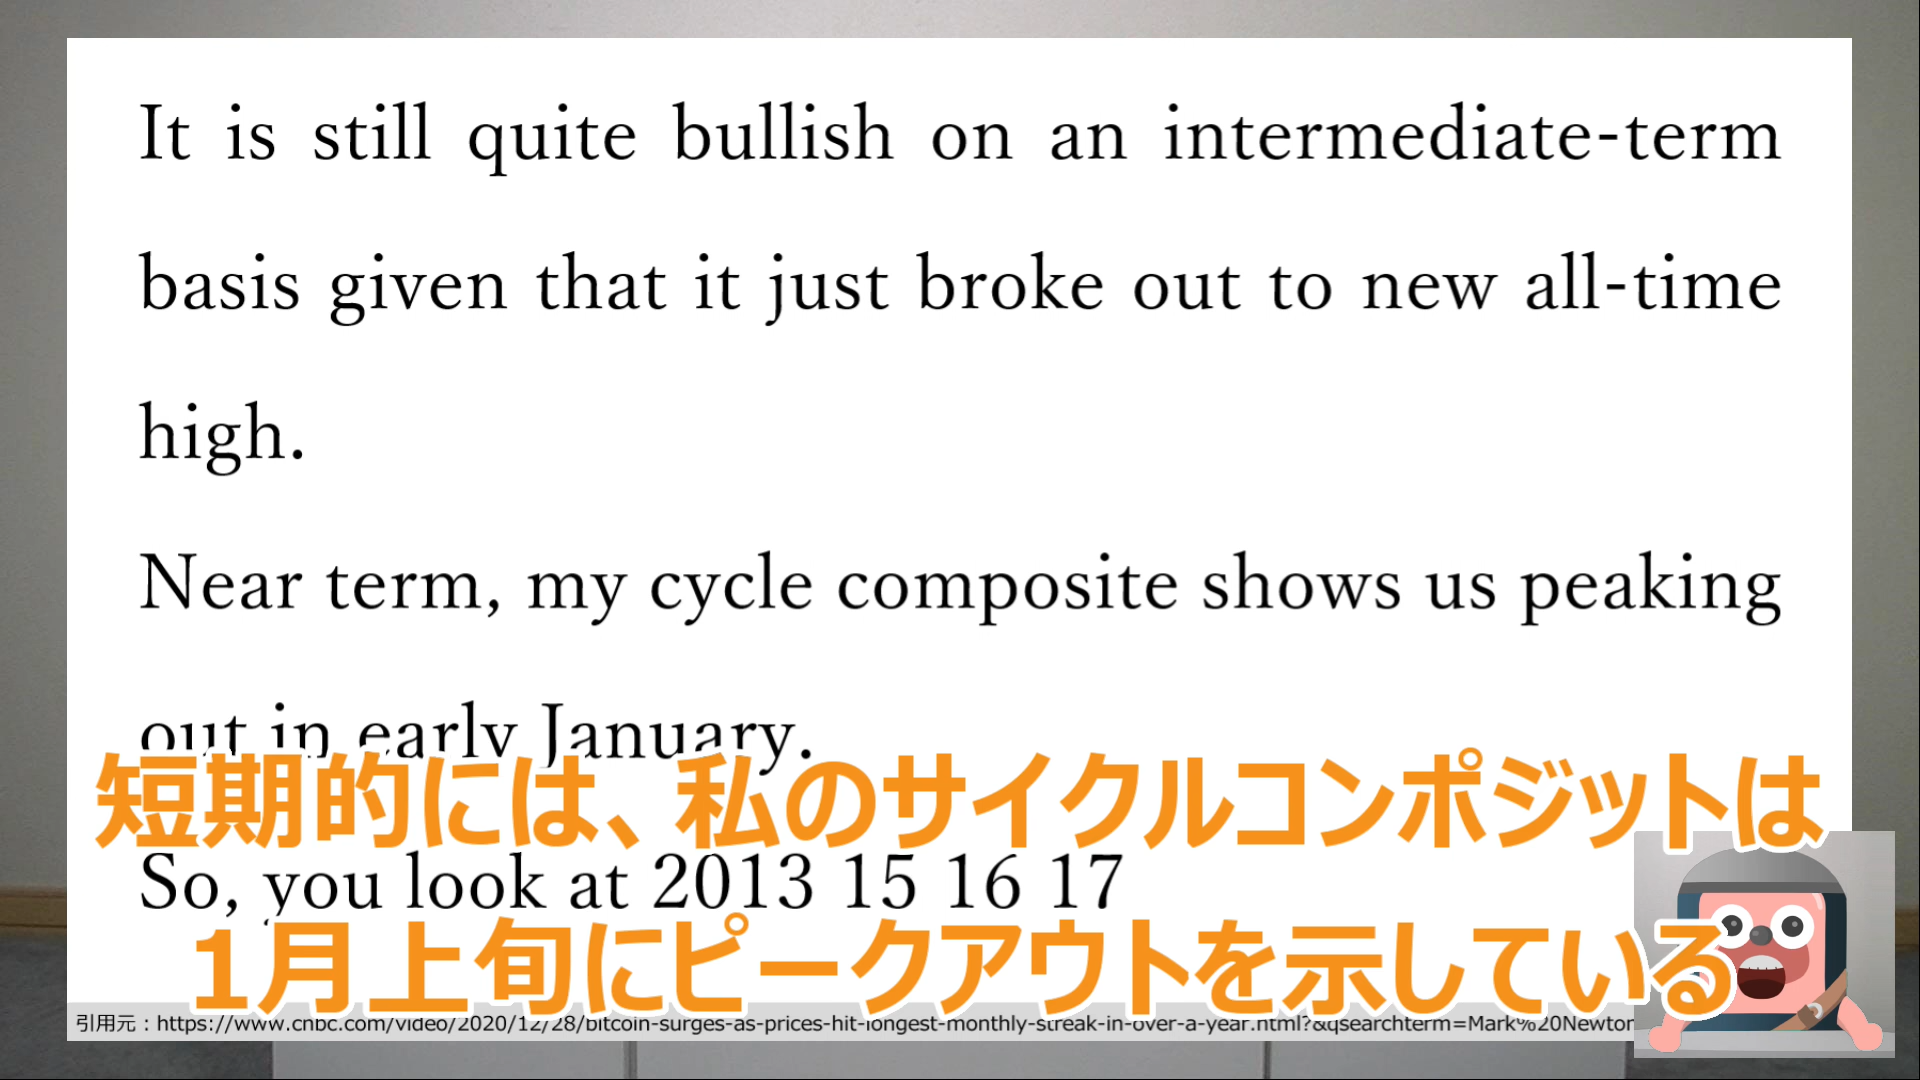 It is still quite bullish on an intermediate-term
basis given that it just broke out to new all-time
high.
Near term, my cycle composite shows us peaking
out in early January.
短期的には、私のサイクルコンポジットは
So, you look at 2013 15 16 17
1月上旬にピークアウトを示している
引用元：https://www.cnbc.com/video/2020/12/28/bitcoin-surges-as-prices-hit-longest-monthly-streak-in-over-a-year.html?&qsearchterm=Mark%20Newton